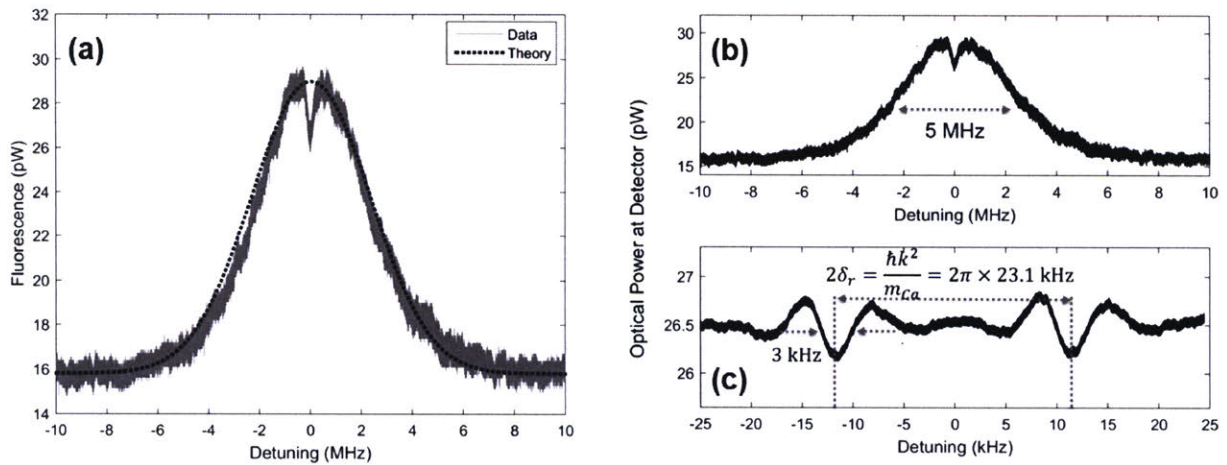 (a)
Data
Theory
32
30
28
26
24
22
20
18
16
14
Fluorescence (pW)
-10 -8 -6 -4 -2 0 2 4 6 8 10
Detuning (MHz)
Optical Power at Detector (pW)
(b)
30
25
20
15
5 MHz
-10 -8 -6 -4 -2 0 2 4 6 8 10
Detuning (MHz)
27
26.5
26
2δr = ħk²/mCa = 2π × 23.1 kHz
3 kHz
(c)
-25 -20 -15 -10 -5 0 5 10 15 20 25
Detuning (kHz)